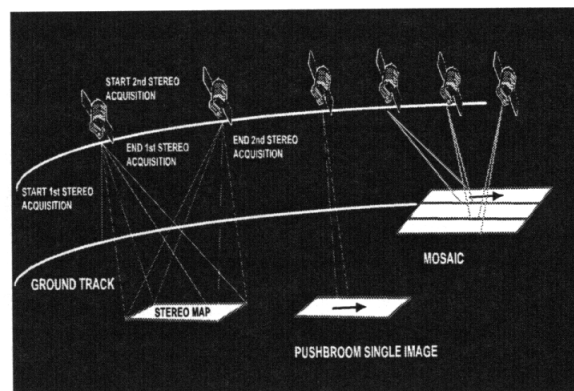 START 2nd STEREO
ACQUISITION
END 1st STEREO
ACQUISITION
END 2nd STEREO
ACQUISITION
START 1st STEREO
ACQUISITION
GROUND TRACK
STEREO MAP
MOSAIC
PUSHBROOM SINGLE IMAGE